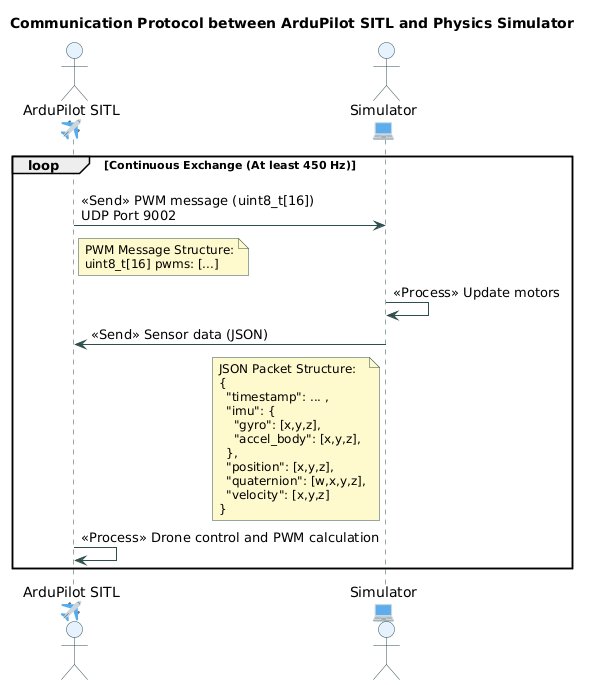 Communication Protocol between ArduPilot SITL and Physics Simulator
ArduPilot SITL
Simulator
loop [Continuous Exchange (At least 450 Hz)]
«Send» PWM message (uint8_t[16])
UDP Port 9002
PWM Message Structure:
uint8_t[16] pwms: [...]
«Process» Update motors
«Send» Sensor data (JSON)
JSON Packet Structure:
{
"timestamp": ... ,
"imu": {
"gyro": [x,y,z],
"accel_body": [x,y,z],
},
"position": [x,y,z],
"quaternion": [w,x,y,z],
"velocity": [x,y,z]
}
«Process» Drone control and PWM calculation
ArduPilot SITL
Simulator